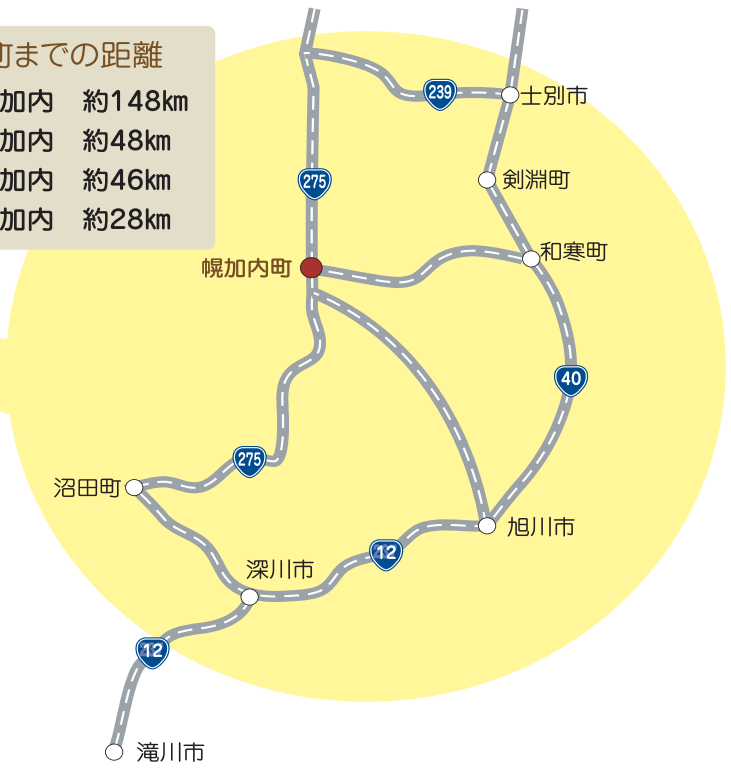 町までの距離
加内 約148km
加内 約48km
加内 約46km
加内 約28km
239
士別市
275
剣淵町
和寒町
幌加内町
40
275
沼田町
旭川市
12
深川市
12
滝川市